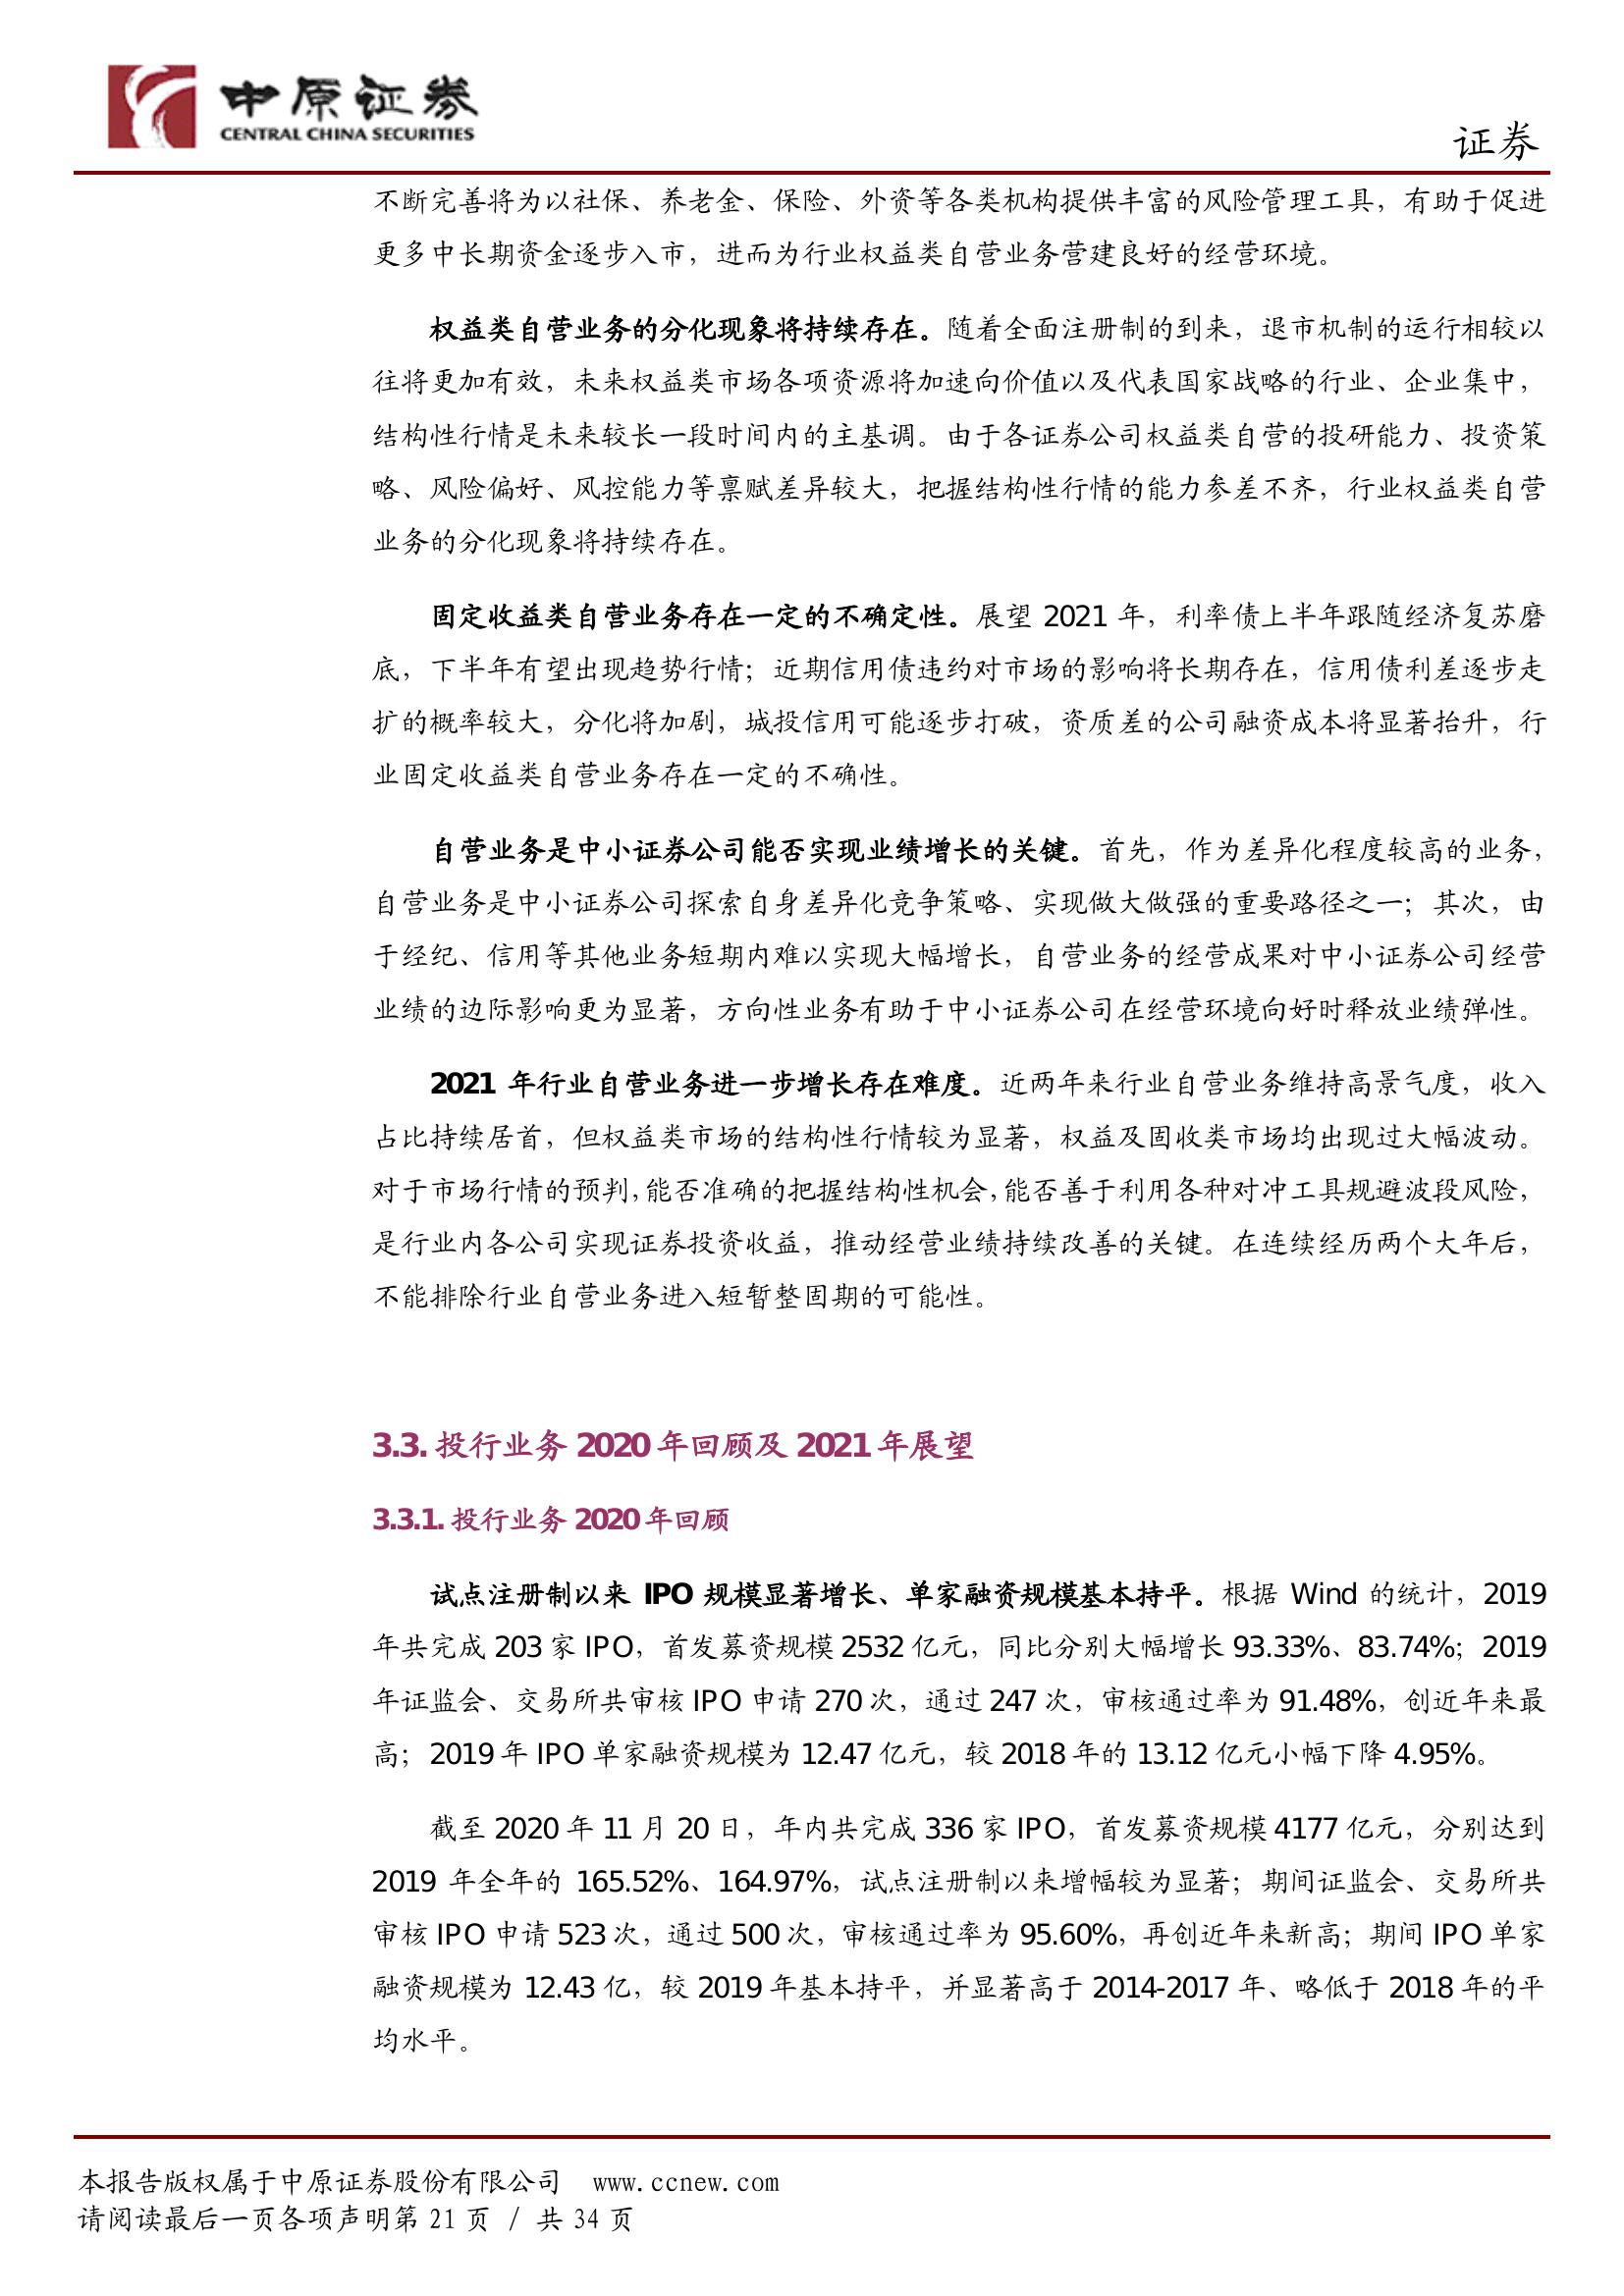 中原证券
CENTRAL CHINA SECURITIES
证券
不断完善将为以社保、养老金、保险、外资等各类机构提供丰富的风险管理工具，有助于促进
更多中长期资金逐步入市，进而为行业权益类自营业务营建良好的经营环境。
权益类自营业务的分化现象将持续存在。随着全面注册制的到来，退市机制的运行相较以
往将更加有效，未来权益类市场各项资源将加速向价值以及代表国家战略的行业、企业集中，
结构性行情是未来较长一段时间内的主基调。由于各证券公司权益类自营的投研能力、投资策
略、风险偏好、风控能力等禀赋差异较大，把握结构性行情的能力参差不齐，行业权益类自营
业务的分化现象将持续存在。
固定收益类自营业务存在一定的不确定性。展望 2021 年，利率债上半年跟随经济复苏磨
底，下半年有望出现趋势行情；近期信用债违约对市场的影响将长期存在，信用债利差逐步走
扩的概率较大，分化将加剧，城投信用可能逐步打破，资质差的公司融资成本将显著抬升，行
业固定收益类自营业务存在一定的不确性。
自营业务是中小证券公司能否实现业绩增长的关键。首先，作为差异化程度较高的业务，
自营业务是中小证券公司探索自身差异化竞争策略、实现做大做强的重要路径之一；其次，由
于经纪、信用等其他业务短期内难以实现大幅增长，自营业务的经营成果对中小证券公司经营
业绩的边际影响更为显著，方向性业务有助于中小证券公司在经营环境向好时释放业绩弹性。
2021 年行业自营业务进一步增长存在难度。近两年来行业自营业务维持高景气度，收入
占比持续居首，但权益类市场的结构性行情较为显著，权益及固收类市场均出现过大幅波动。
对于市场行情的预判,能否准确的把握结构性机会,能否善于利用各种对冲工具规避波段风险，
是行业内各公司实现证券投资收益，推动经营业绩持续改善的关键。在连续经历两个大年后，
不能排除行业自营业务进入短暂整固期的可能性。
3.3. 投行业务 2020 年回顾及 2021 年展望
3.3.1. 投行业务 2020 年回顾
试点注册制以来 IPO 规模显著增长、单家融资规模基本持平。根据 Wind 的统计，2019
年共完成 203 家 IPO，首发募资规模 2532 亿元，同比分别大幅增长 93.33%、83.74%；2019
年证监会、交易所共审核 IPO 申请 270 次，通过 247 次，审核通过率为 91.48%，创近年来最
高；2019 年 IPO 单家融资规模为 12.47 亿元，较 2018 年的 13.12 亿元小幅下降 4.95%。
截至 2020 年 11 月 20 日，年内共完成 336 家 IPO，首发募资规模 4177 亿元，分别达到
2019 年全年的 165.52%、164.97%，试点注册制以来增幅较为显著；期间证监会、交易所共
审核 IPO 申请 523 次，通过 500 次，审核通过率为 95.60%，再创近年来新高；期间 IPO 单家
融资规模为 12.43 亿，较 2019 年基本持平，并显著高于 2014-2017 年、略低于 2018 年的平
均水平。
本报告版权属于中原证券股份有限公司 www.ccnew.com
请阅读最后一页各项声明第 21 页 / 共 34 页